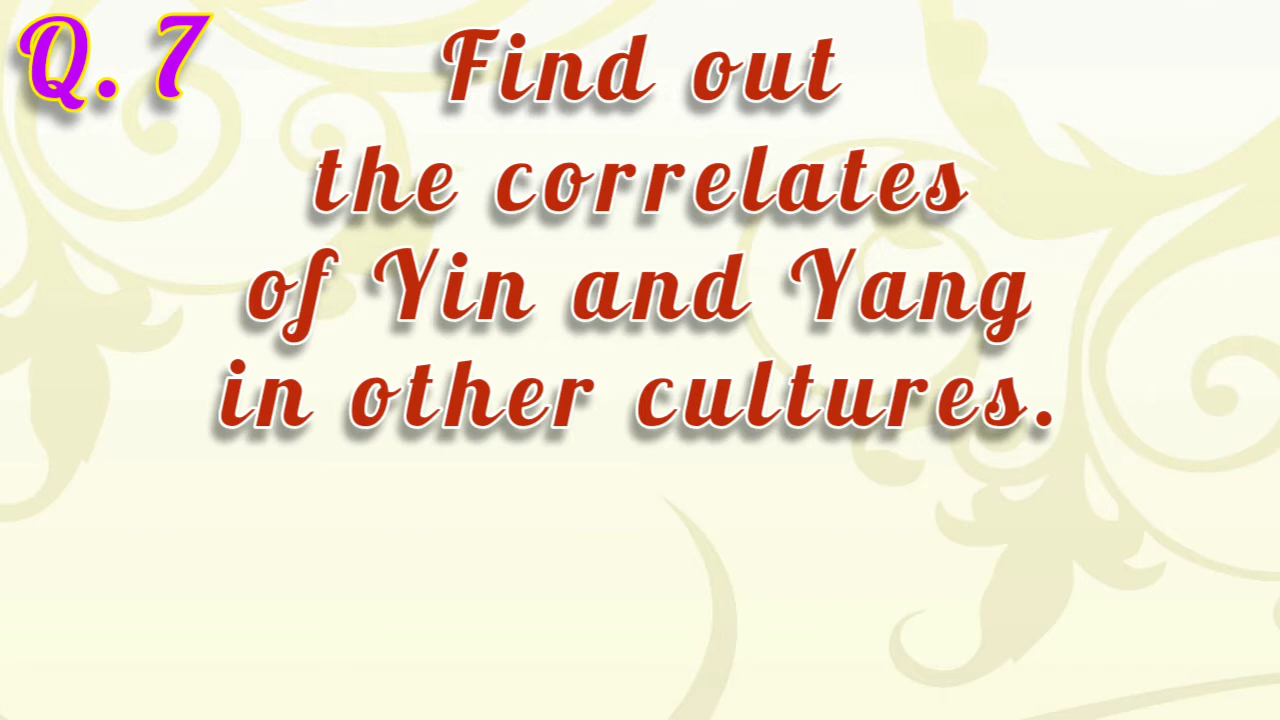 Q. 7
Find out
the correlates
of Yin and Yang
in other cultures.